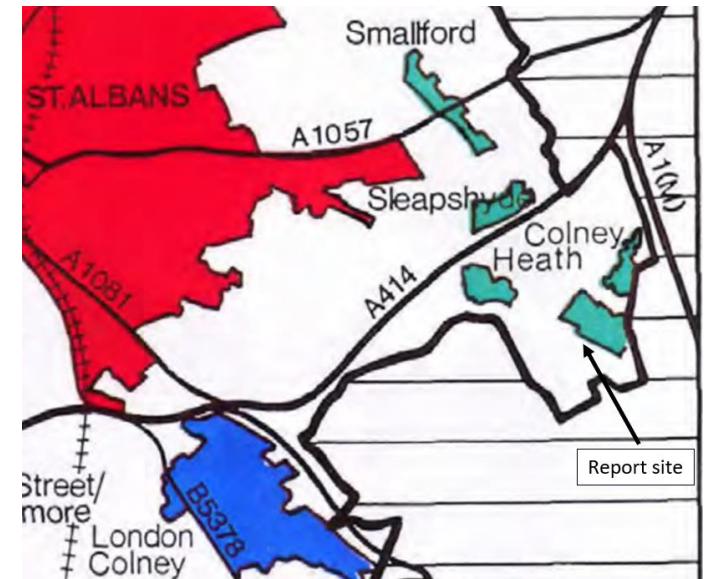 Smallford
ST.ALBANS
A1057
A1(M)
Sleapshyde
Colney
Heath
A1081
A414
Report site
Street/
more
B5378
London
Colney